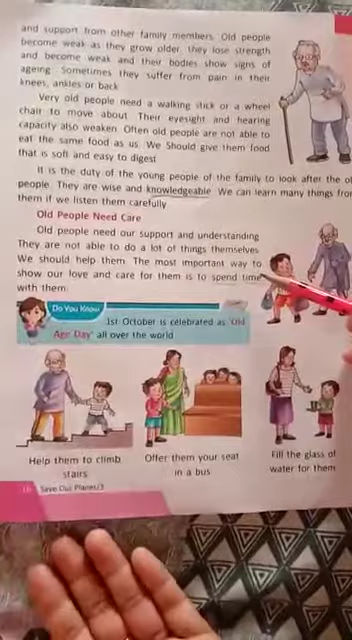 and support from other family members. Old people
become weak as they grow older, they lose strength
and become weak and their bodies show signs of
ageing. Sometimes they suffer from pain in their
knees, ankles or back.
Very old people need a walking stick or a wheel
chair to move about. Their eyesight and hearing
capacity also weaken. Often old people are not able to
eat the same food as us. We Should give them food
that is soft and easy to digest.
It is the duty of the young people of the family to look after the
people. They are wise and knowledgeable. We can learn many things from
them if we listen them carefully.
Old People Need Care
Old people need our support and understanding.
They are not able to do a lot of things themselves.
We should help them. The most important way to
show our love and care for them is to spend time
with them.
Do You Know
1st October is celebrated as 'Old
Age Day' all over the world.
Help them to climb
stairs
Offer them your seat
in a bus
Fill the glass of
water for them
16 Save Our Planet/3